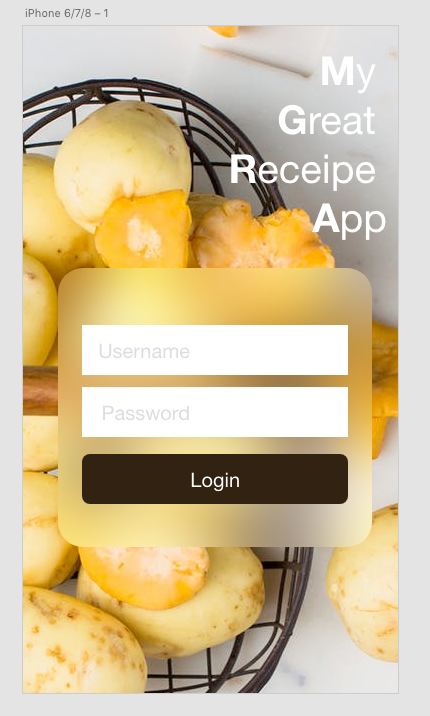 iPhone 6/7/8 – 1
My
Great
Receipe
App
Username
Password
Login